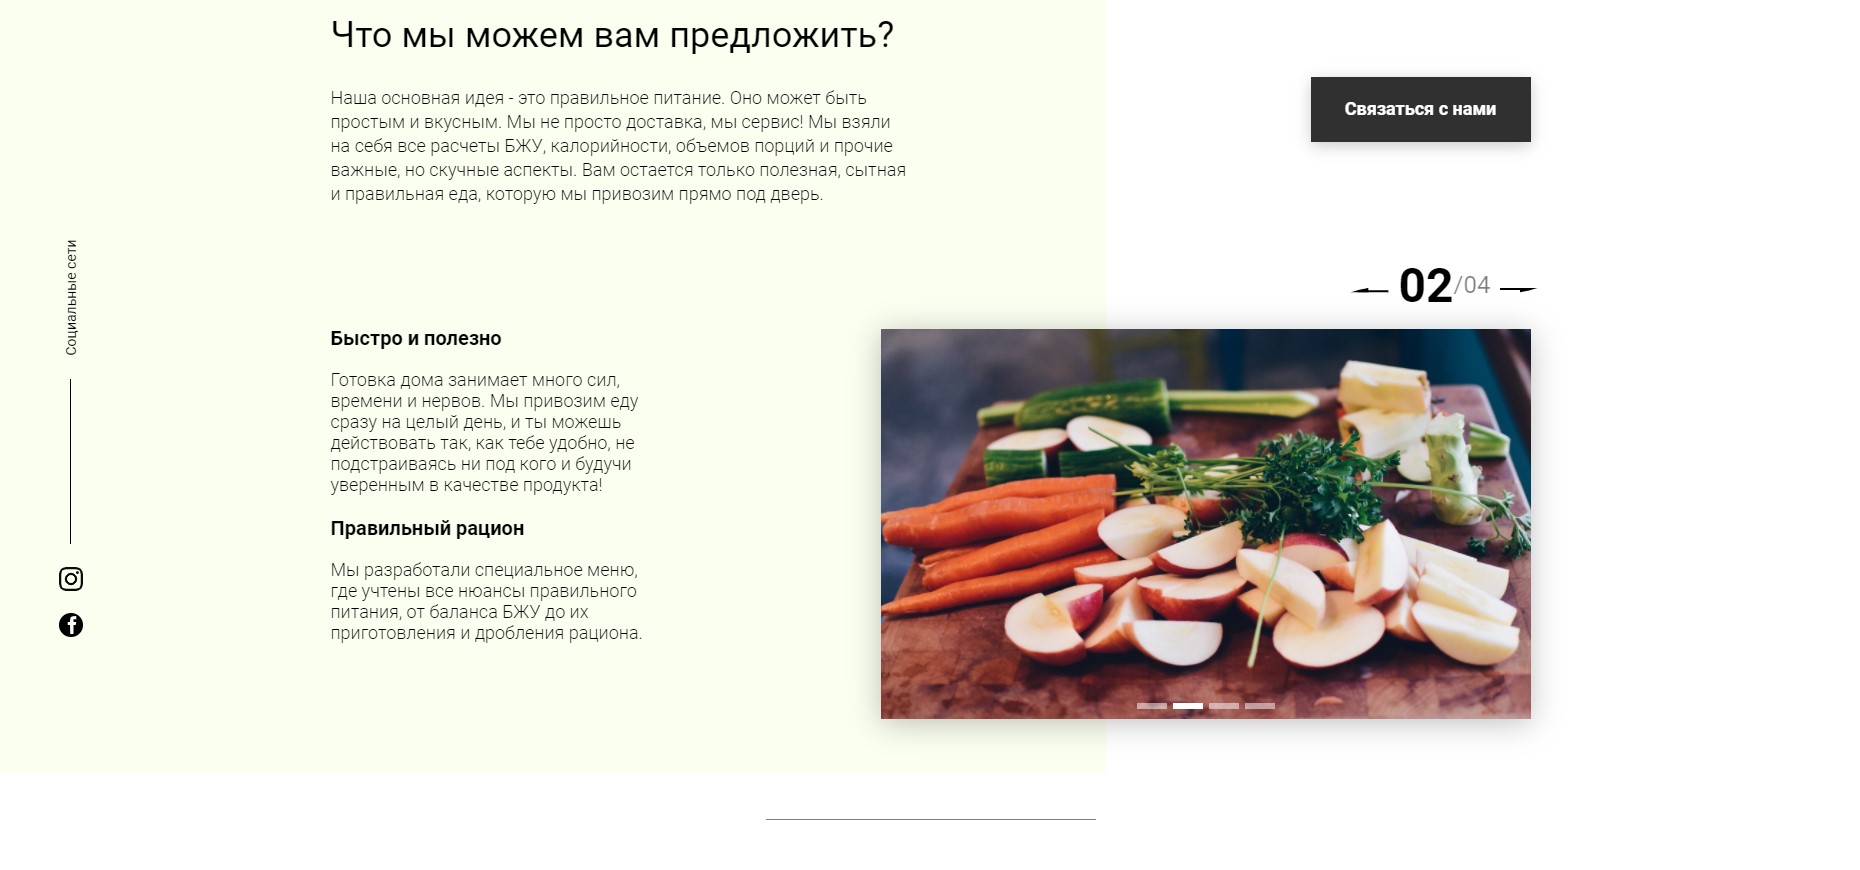 Что мы можем вам предложить?
Наша основная идея - это правильное питание. Оно может быть
простым и вкусным. Мы не просто доставка, мы сервис! Мы взяли
на себя все расчеты БЖУ, калорийности, объемов порций и прочие
важные, но скучные аспекты. Вам остается только полезная, сытная
и правильная еда, которую мы привозим прямо под дверь.
Связаться с нами
Социальные сети
02/04
Быстро и полезно
Готовка дома занимает много сил,
времени и нервов. Мы привозим еду
сразу на целый день, и ты можешь
действовать так, как тебе удобно, не
подстраиваясь ни под кого и будучи
уверенным в качестве продукта!
Правильный рацион
Мы разработали специальное меню,
где учтены все нюансы правильного
питания, от баланса БЖУ до их
приготовления и дробления рациона.